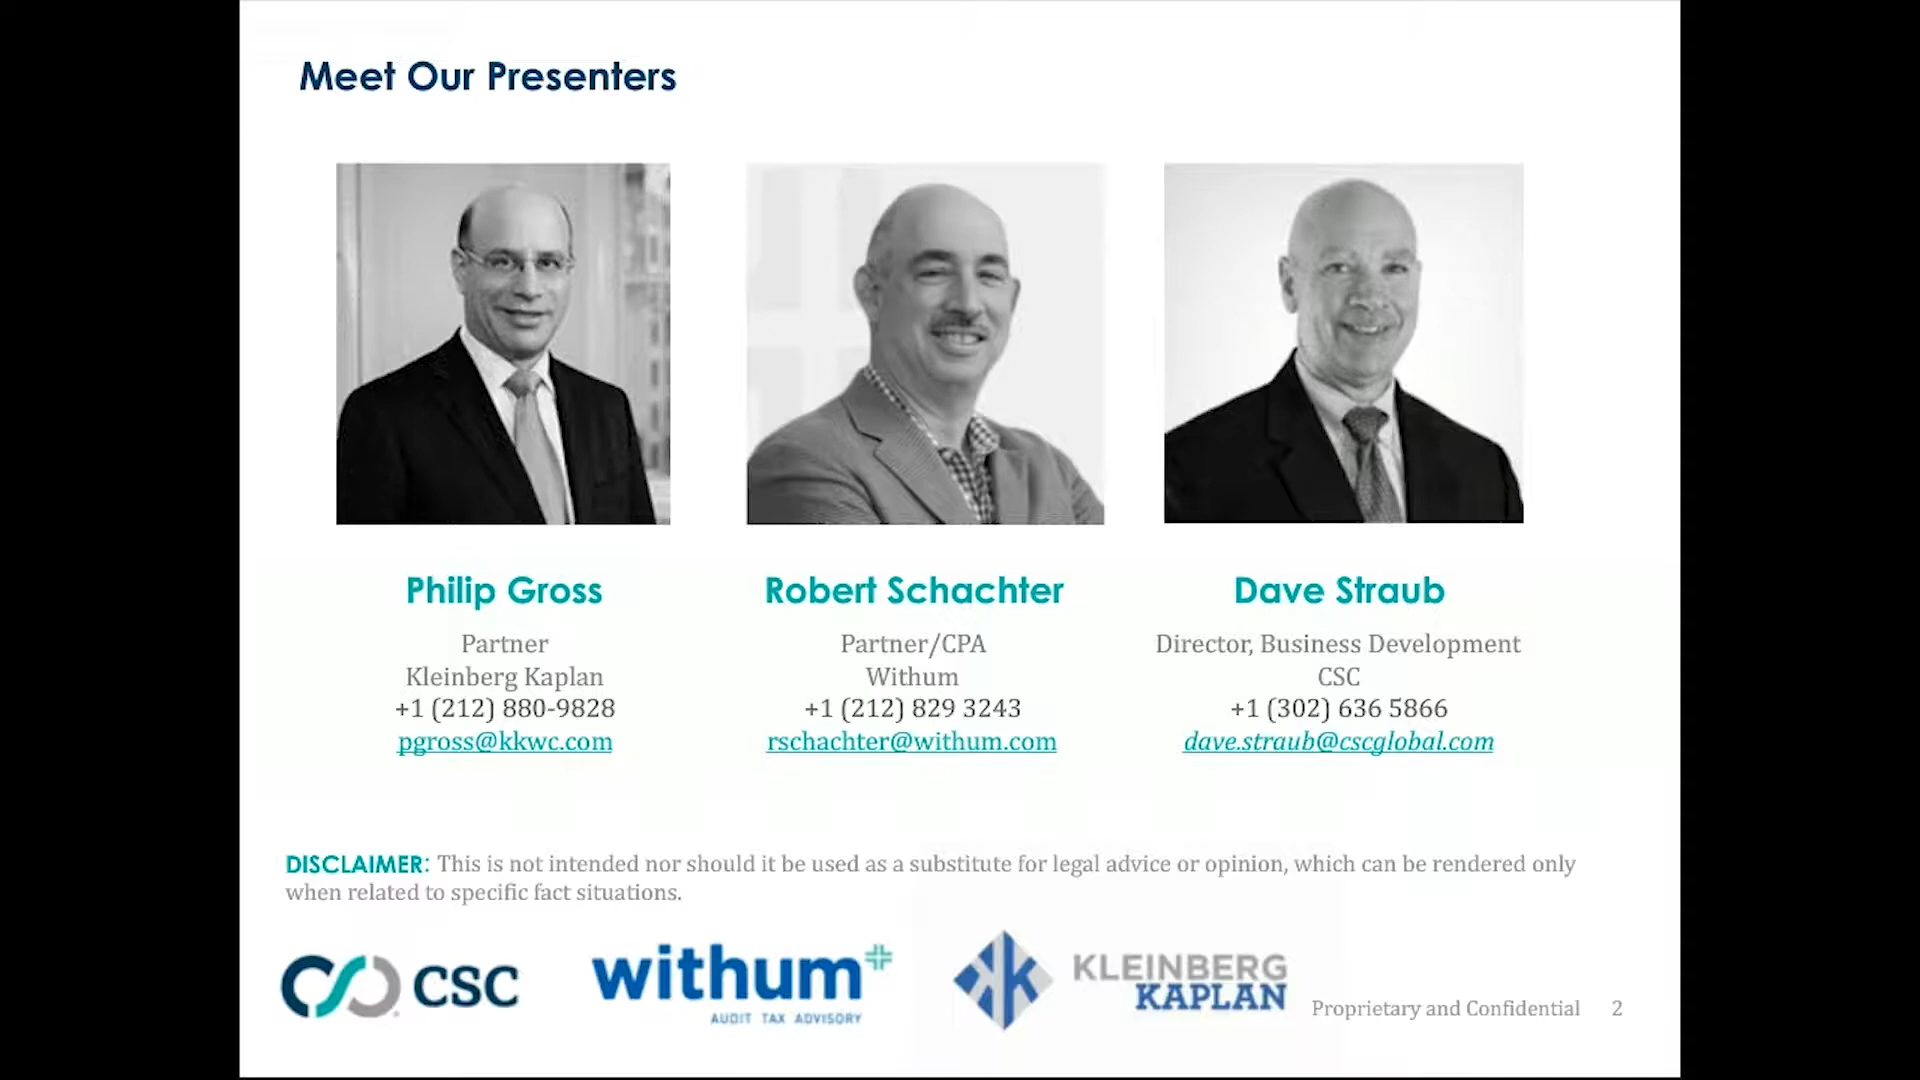 Meet Our Presenters
Philip Gross
Partner
Kleinberg Kaplan
+1 (212) 880-9828
pgross@kkwc.com
Robert Schachter
Partner/CPA
Withum
+1 (212) 829 3243
rschachter@withum.com
Dave Straub
Director, Business Development
CSC
+1 (302) 636 5866
dave.straub@cscglobal.com
DISCLAIMER: This is not intended nor should it be used as a substitute for legal advice or opinion, which can be rendered only
when related to specific fact situations.
CSC
withum+
AUDIT TAX ADVISORY
KLEINBERG
KAPLAN
Proprietary and Confidential 2